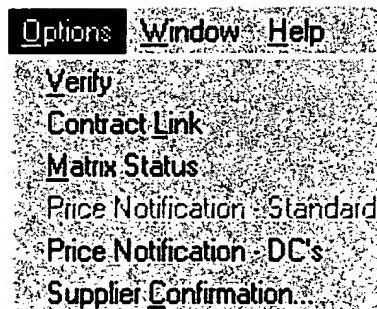 Options Window Help
Verify
Contract Link
Matrix Status
Price Notification - Standard
Price Notification - DC's
Supplier Confirmation...